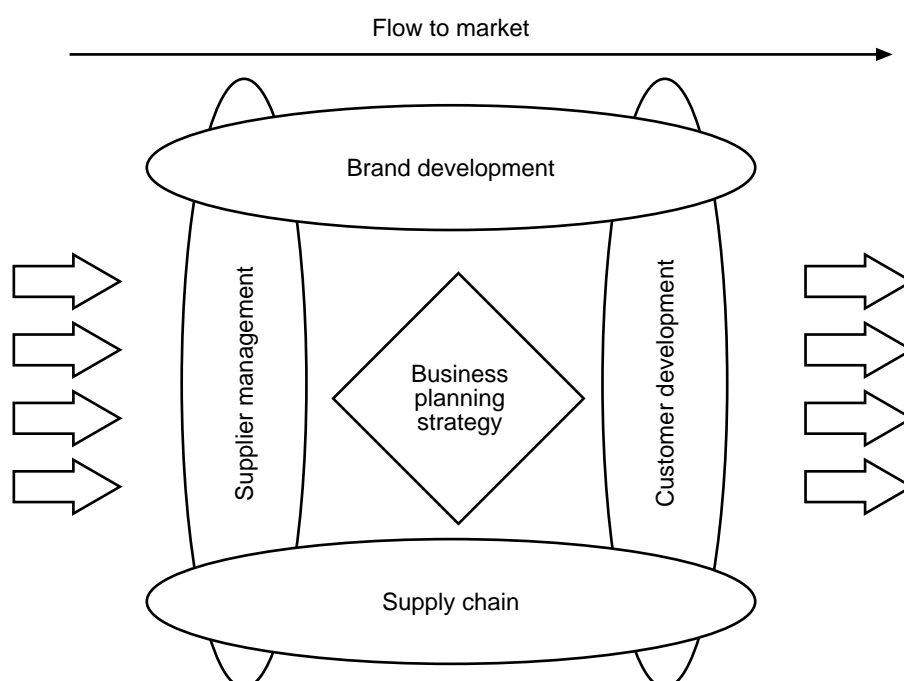 Flow to market
Brand development
Supplier management
Business
planning
strategy
Customer development
Supply chain